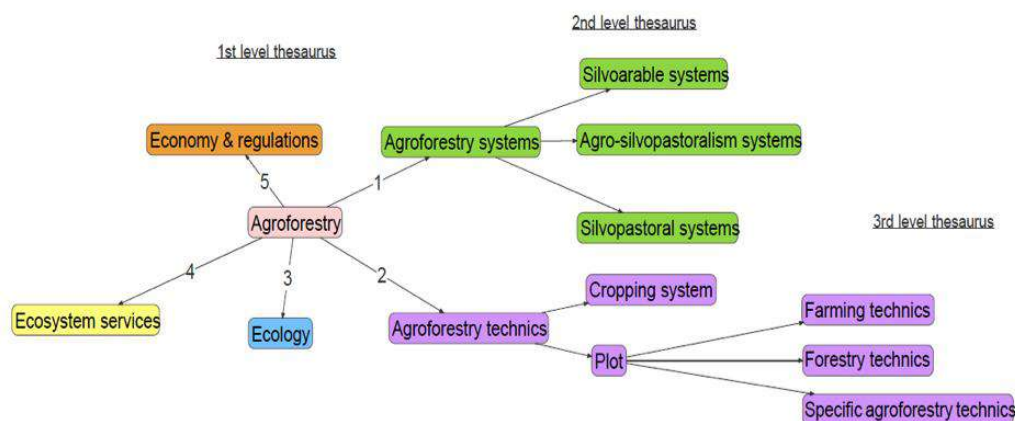 2nd level thesaurus
1st level thesaurus
Silvoarable systems
Economy & regulations
Agroforestry systems
Agro-silvopastoralism systems
5
1
Agroforestry
Silvopastoral systems
3rd level thesaurus
4
3
2
Cropping system
Ecosystem services
Ecology
Agroforestry technics
Farming technics
Plot
Forestry technics
Specific agroforestry technics